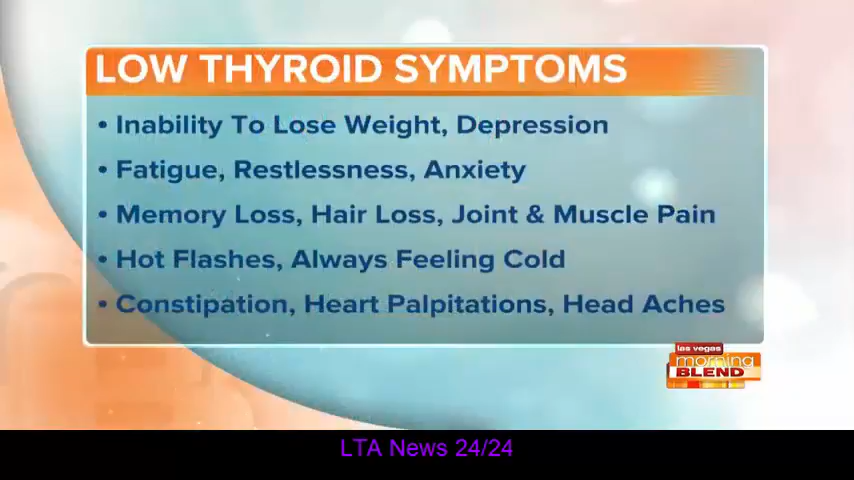 LOW THYROID SYMPTOMS
• Inability To Lose Weight, Depression
• Fatigue, Restlessness, Anxiety
• Memory Loss, Hair Loss, Joint & Muscle Pain
• Hot Flashes, Always Feeling Cold
• Constipation, Heart Palpitations, Head Aches
las vegas
morning
BLEND
LTA News 24/24